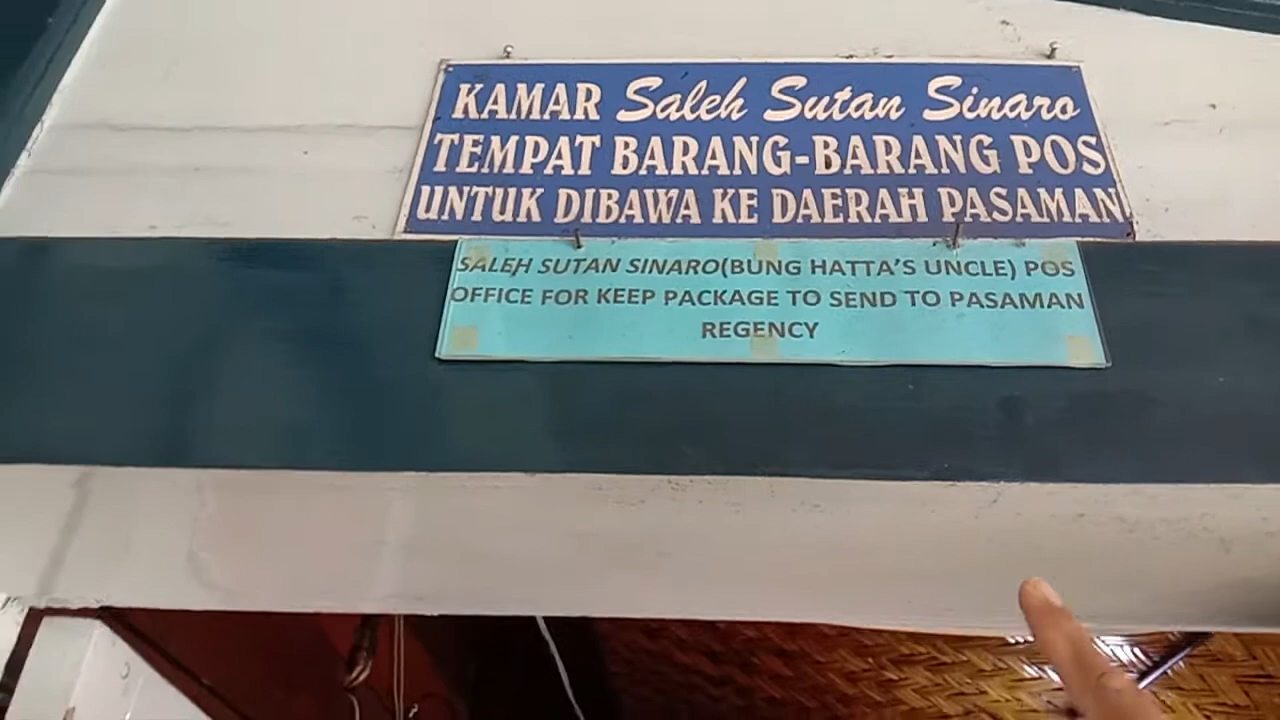 KAMAR Saleh Sutan Sinaro
TEMPAT BARANG-BARANG POS
UNTUK DIBAWA KE DAERAH PASAMAN
SALEH SUTAN SINARO(BUNG HATTA'S UNCLE) POS
OFFICE FOR KEEP PACKAGE TO SEND TO PASAMAN
REGENCY